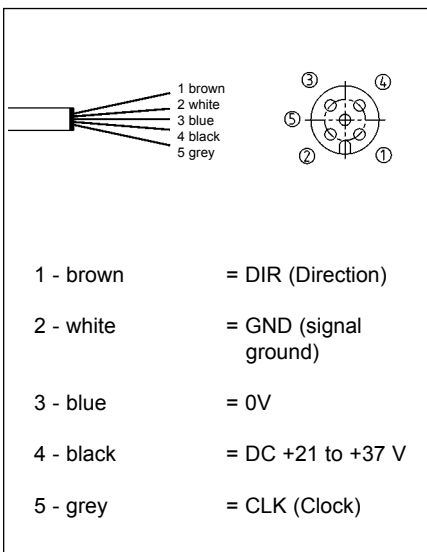 1 brown
2 white
3 blue
4 black
5 grey
③ ④
⑤
② ①
1 - brown = DIR (Direction)
2 - white = GND (signal
ground)
3 - blue = 0V
4 - black = DC +21 to +37 V
5 - grey = CLK (Clock)